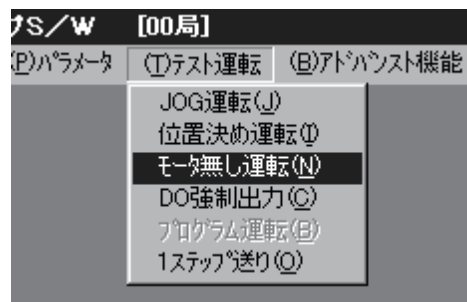 S/W [00局]
(P)パラメータ (T)テスト運転 (B)アドバンスト機能
JOG運転(J)
位置決め運転(I)
モータ無し運転(N)
DO強制出力(C)
プログラム運転(B)
1ステップ送り(O)